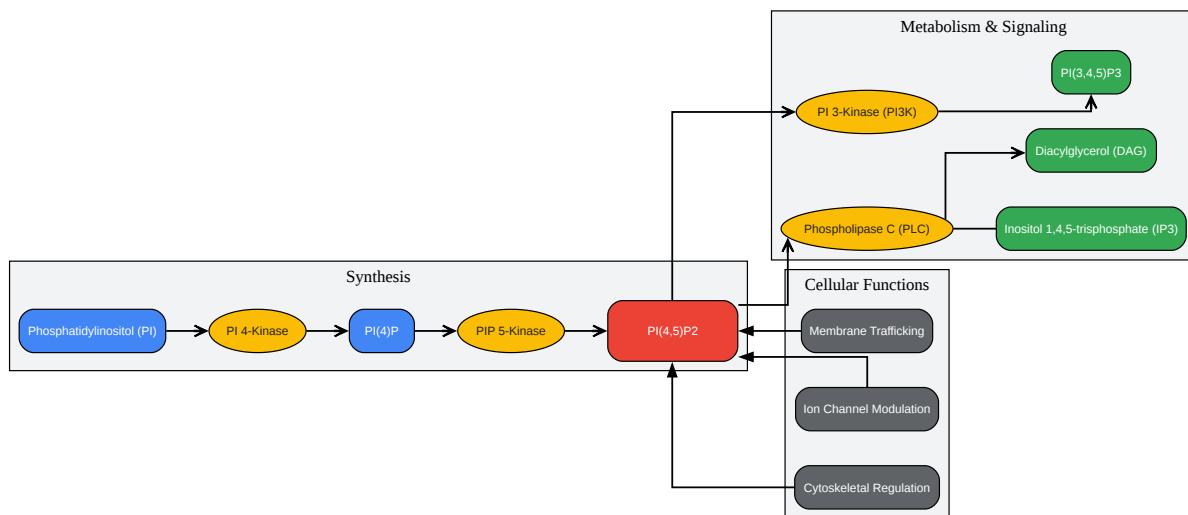 Metabolism & Signaling
PI(3,4,5)P3
PI 3-Kinase (PI3K)
Diacylglycerol (DAG)
Phospholipase C (PLC)
Inositol 1,4,5-trisphosphate (IP3)
Synthesis
Phosphatidylinositol (PI)
PI 4-Kinase
PI(4)P
PIP 5-Kinase
PI(4,5)P2
Cellular Functions
Membrane Trafficking
Ion Channel Modulation
Cytoskeletal Regulation